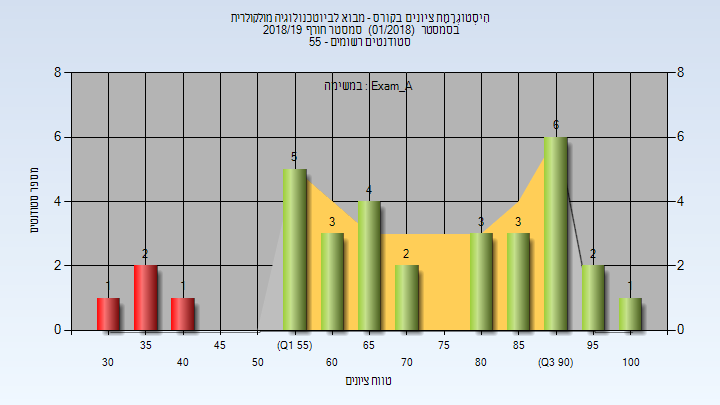 היסטוגרמת ציונים בקורס - מבוא לביוטכנולוגיה מולקולרית
בסמסטר (01/2018) סמסטר חורף 2018/19
סטודנטים רשומים - 55
במשימה : Exam_A
8 8
6 6
4 4
2 2
0 0
מספר סטודנטים
1 2 1 5 3 4 2 3 3 6 2 1
35 45 (Q1 55) 65 75 85 95
30 40 50 60 70 80 (Q3 90) 100
טווח ציונים